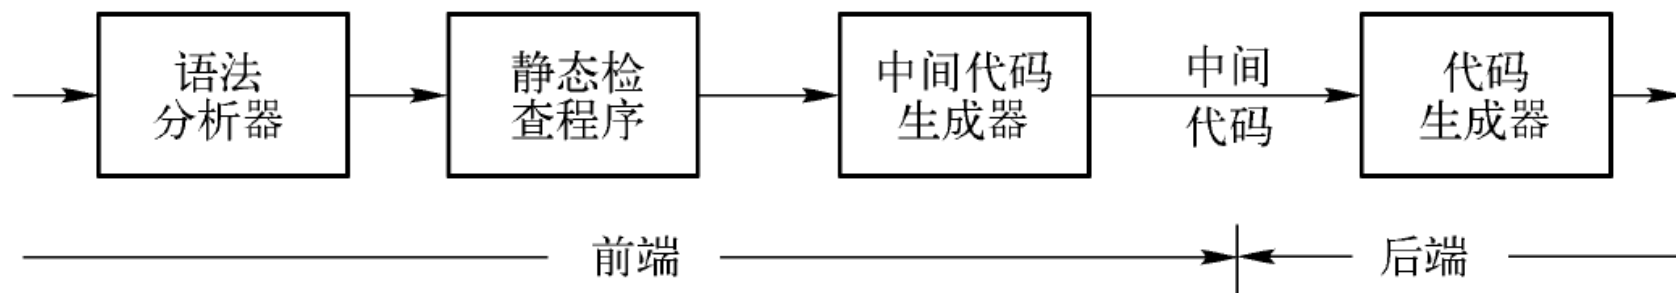 语法
分析器
静态检
查程序
中间代码
生成器
中间
代码
代码
生成器
前端
后端